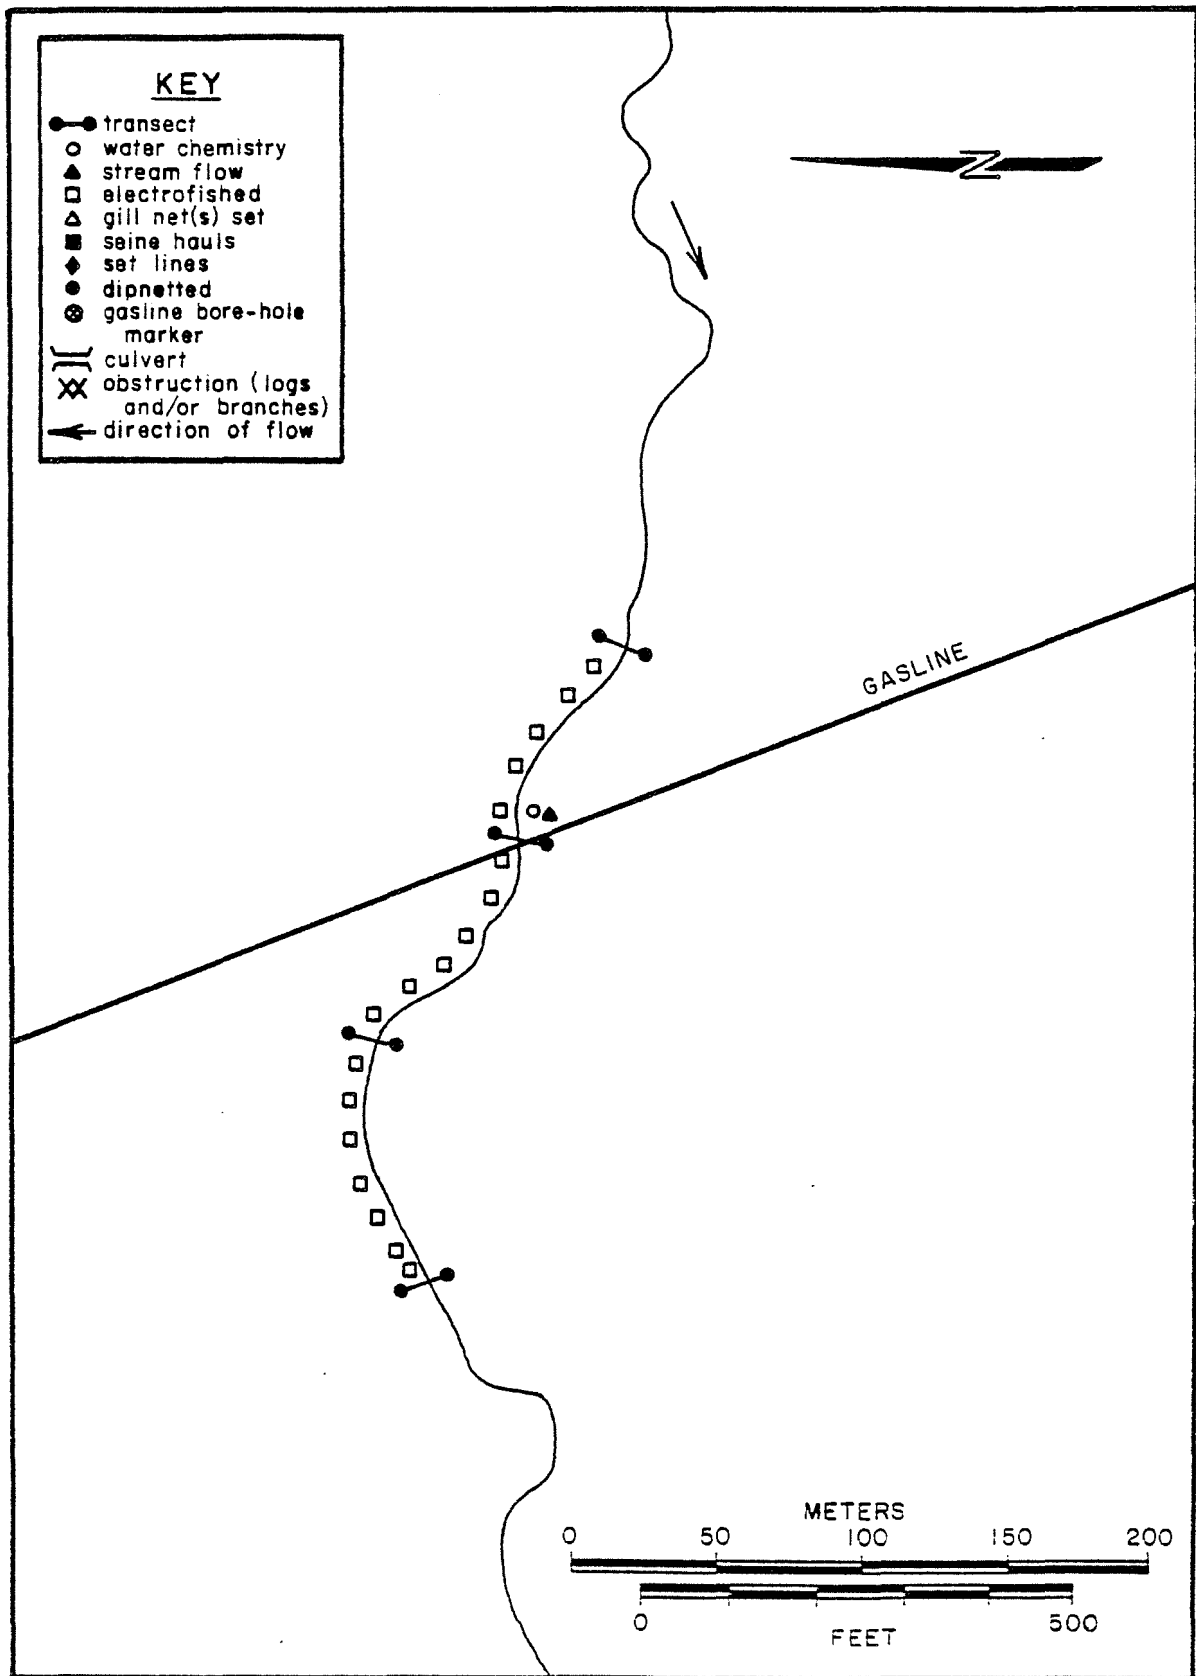 KEY
transect
water chemistry
stream flow
electrofished
gill net(s) set
seine hauls
set lines
dipnetted
gasline bore-hole
marker
culvert
obstruction (logs
and/or branches)
direction of flow
N
GASLINE
METERS
0 50 100 150 200
0 500
FEET